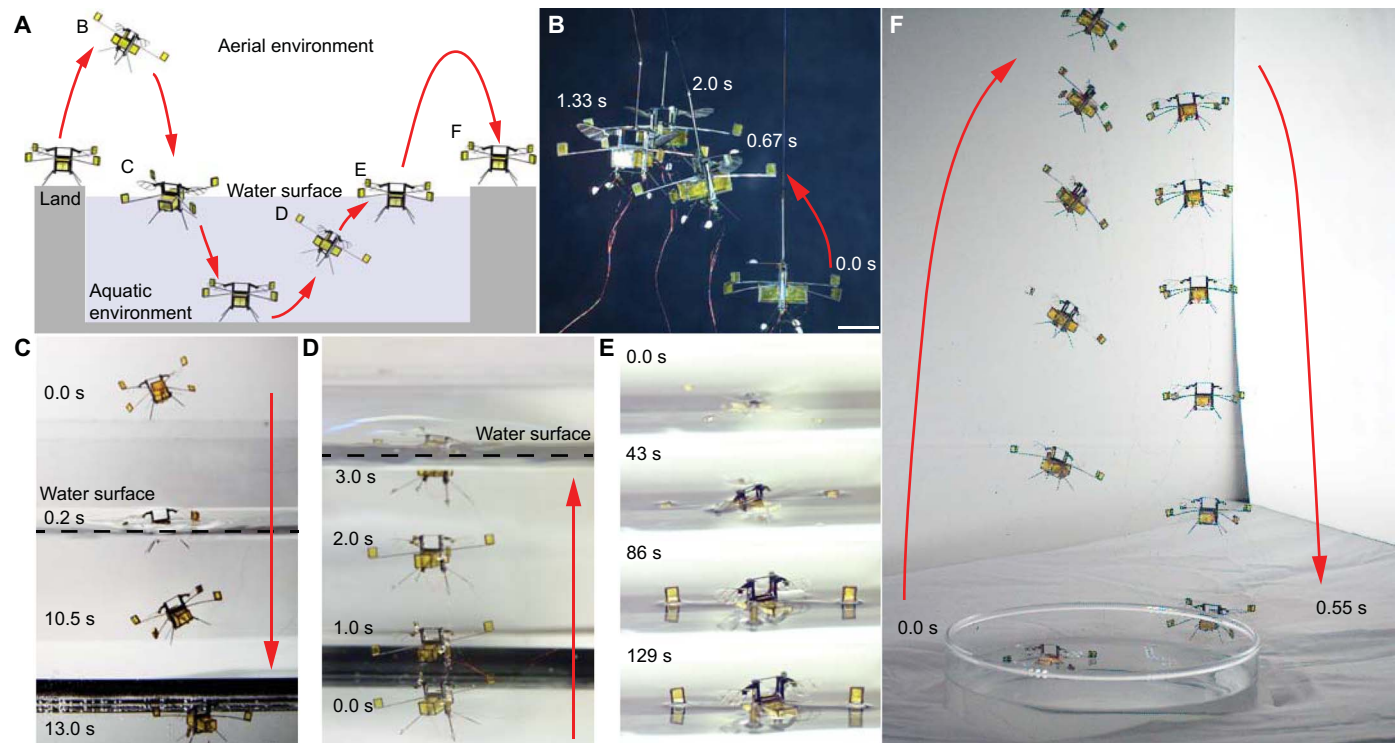 A
B
Aerial environment
C
F
Land
Water surface
E
D
Aquatic
environment
B
1.33 s
2.0 s
0.67 s
0.0 s
C
0.0 s
Water surface
0.2 s
10.5 s
13.0 s
D
Water surface
3.0 s
2.0 s
1.0 s
0.0 s
E
0.0 s
43 s
86 s
129 s
F
0.0 s
0.55 s